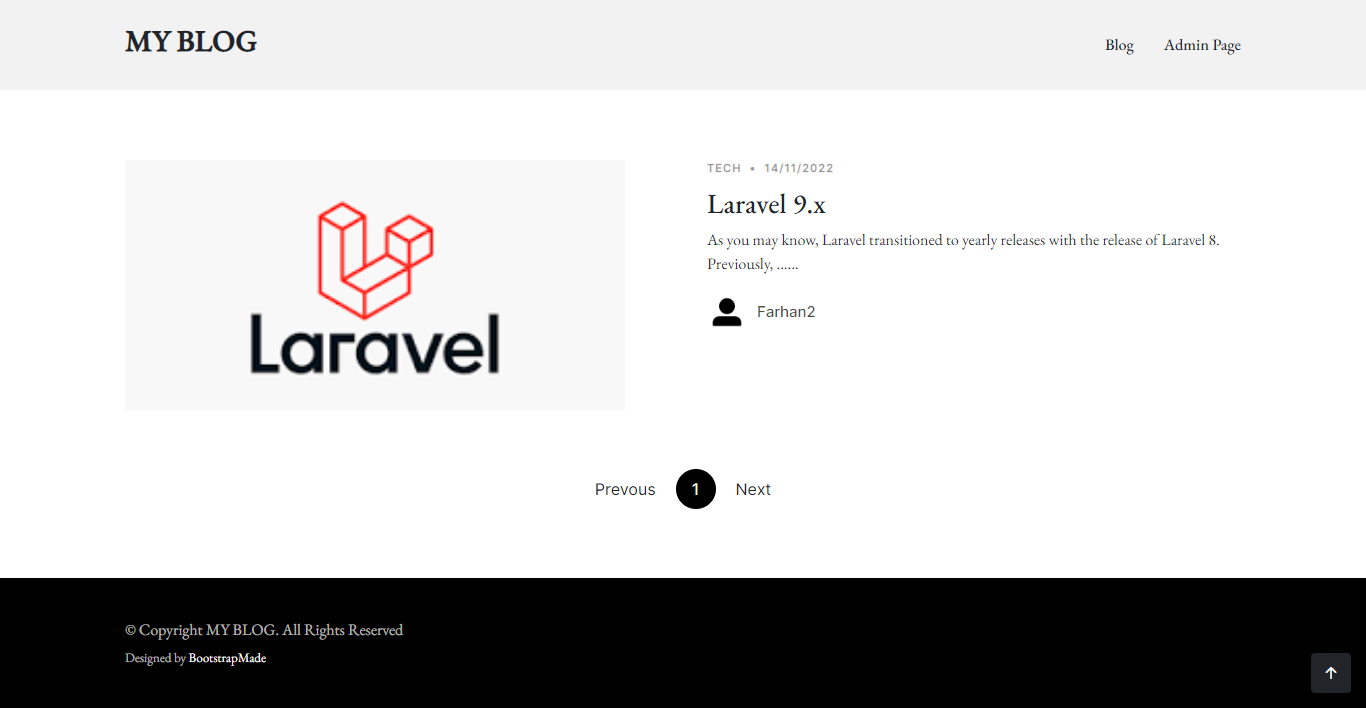 MY BLOG
Blog
Admin Page
Laravel
TECH • 14/11/2022
Laravel 9.x
As you may know, Laravel transitioned to yearly releases with the release of Laravel 8.
Previously, ......
Farhan2
Prevous 1 Next
© Copyright MY BLOG. All Rights Reserved
Designed by BootstrapMade